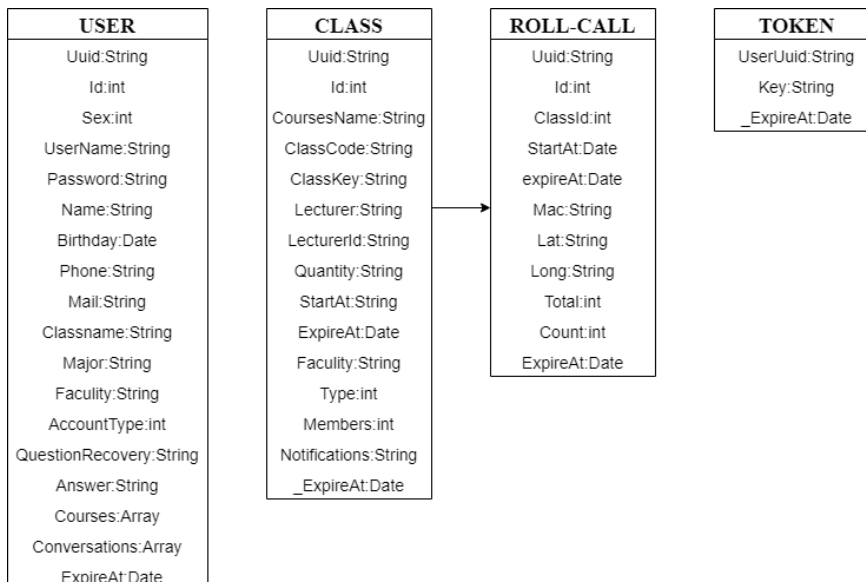 USER
Uuid:String
Id:int
Sex:int
UserName:String
Password:String
Name:String
Birthday:Date
Phone:String
Mail:String
Classname:String
Major:String
Faculity:String
AccountType:int
QuestionRecovery:String
Answer:String
Courses:Array
Conversations:Array
ExpireAt:Date
CLASS
Uuid:String
Id:int
CoursesName:String
ClassCode:String
ClassKey:String
Lecturer:String
LecturerId:String
Quantity:String
StartAt:String
ExpireAt:Date
Faculity:String
Type:int
Members:int
Notifications:String
_ExpireAt:Date
ROLL-CALL
Uuid:String
Id:int
ClassId:int
StartAt:Date
expireAt:Date
Mac:String
Lat:String
Long:String
Total:int
Count:int
ExpireAt:Date
TOKEN
UserUuid:String
Key:String
_ExpireAt:Date